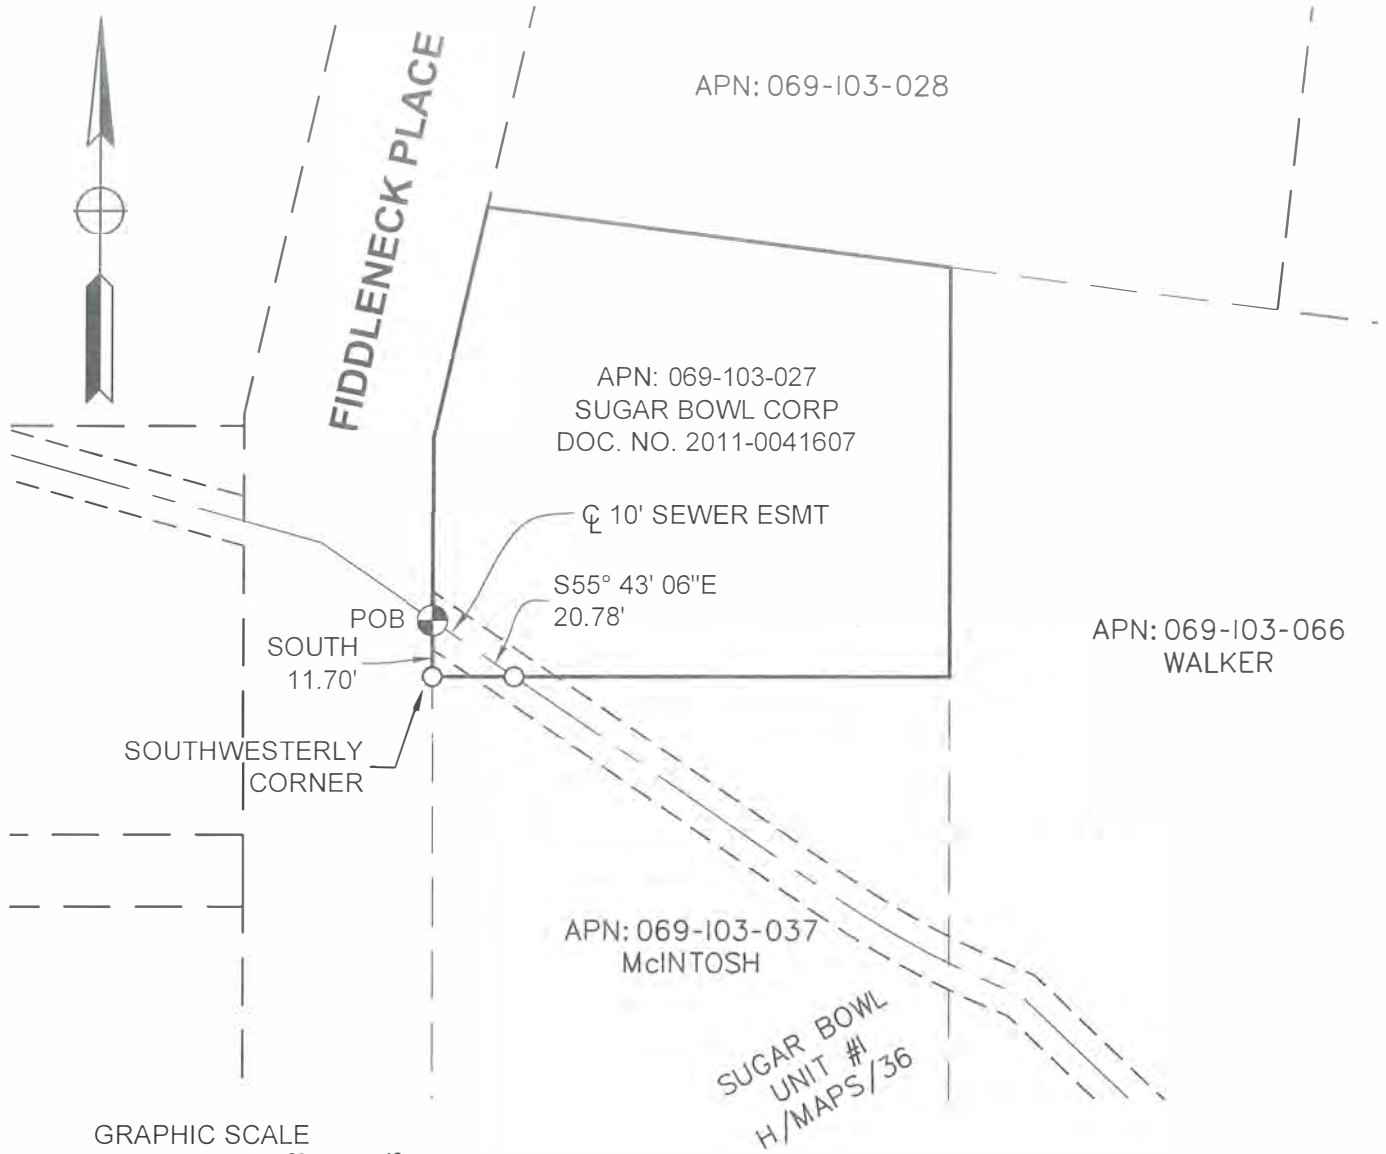 APN: 069-103-028
FIDDLENECK PLACE
APN: 069-103-027
SUGAR BOWL CORP
DOC. NO. 2011-0041607
℄ 10' SEWER ESMT
S55° 43' 06"E
20.78'
POB
SOUTH
11.70'
APN: 069-103-066
WALKER
SOUTHWESTERLY
CORNER
APN: 069-103-037
McINTOSH
SUGAR BOWL
UNIT #1
H/MAPS/36
GRAPHIC SCALE